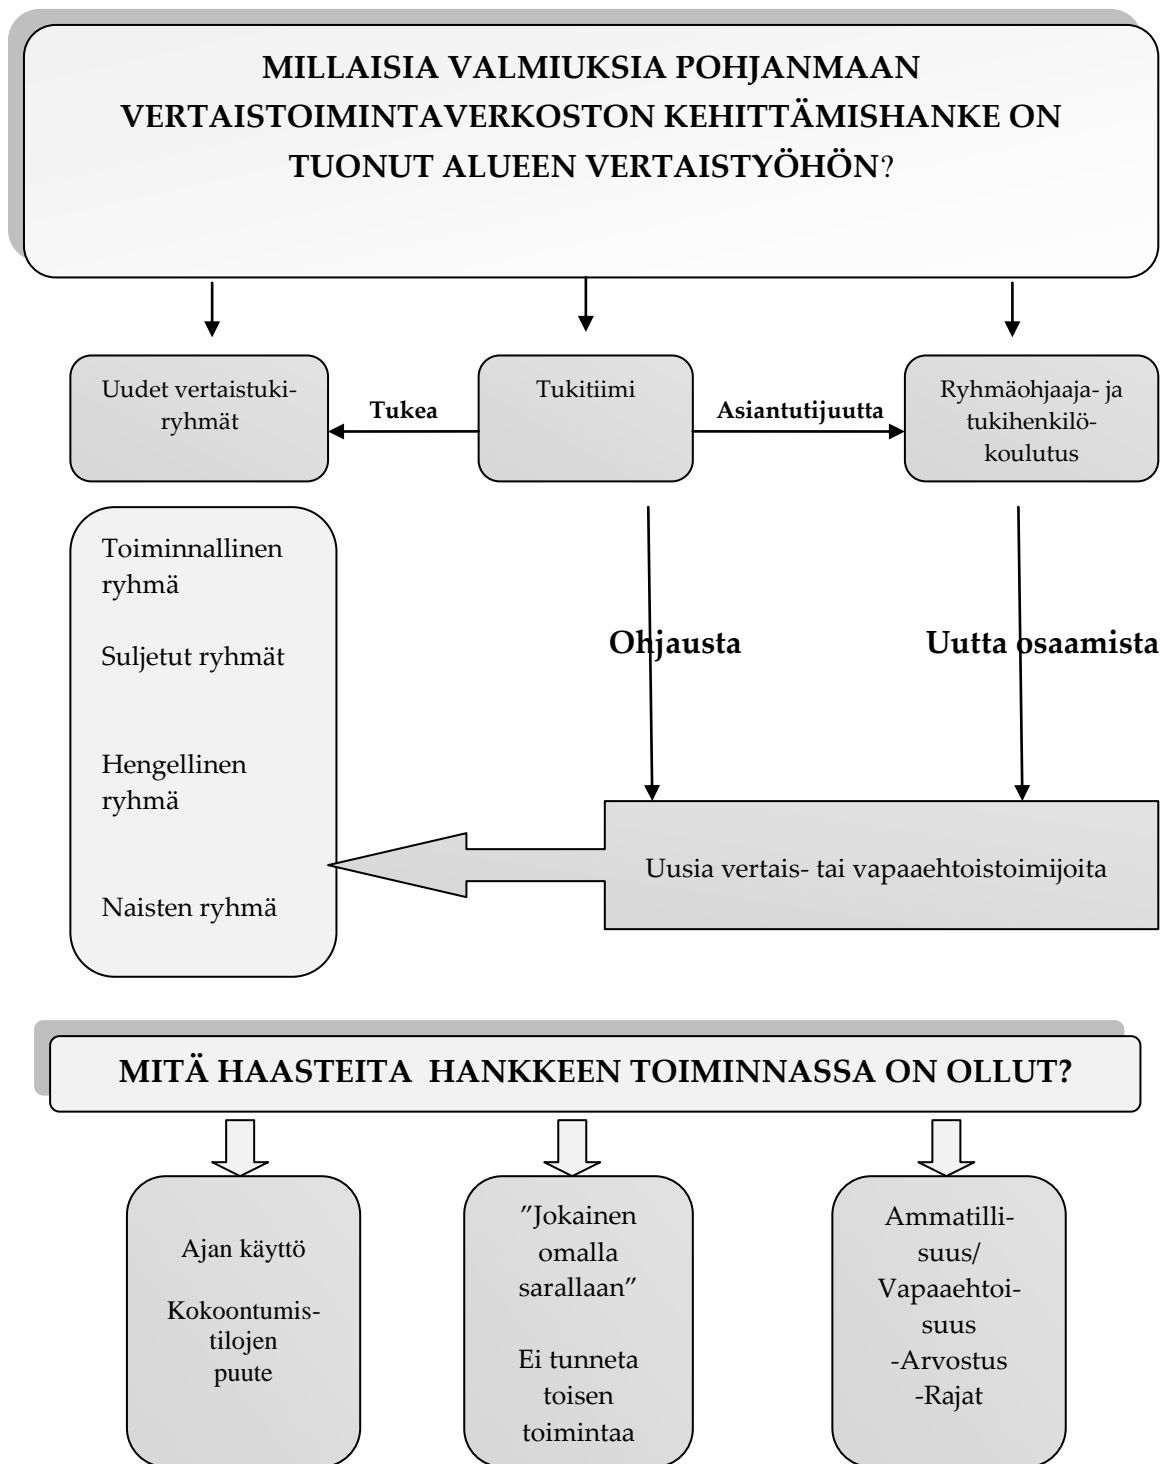 MILLAISIA VALMIUKSIA POHJANMAAN
VERTAISTOIMINTAVERKOSTON KEHITTÄMISHANKE ON
TUONUT ALUEEN VERTAISTYÖHÖN?
Uudet vertaistuki-
ryhmät
Tukea
Tukitiimi
Asiantutijuutta
Ryhmäohjaaja- ja
tukihenkilö-
koulutus
Toiminnallinen
ryhmä
Suljetut ryhmät
Hengellinen
ryhmä
Naisten ryhmä
Ohjausta
Uutta osaamista
Uusia vertais- tai vapaaehtoistoimijoita
MITÄ HAASTEITA HANKKEEN TOIMINNASSA ON OLLUT?
Ajan käyttö
Kokoontumis-
tilojen
puute
”Jokainen
omalla
sarallaan”
Ei tunneta
toisen
toimintaa
Ammatilli-
suus/
Vapaaehtoi-
suus
-Arvostus
-Rajat